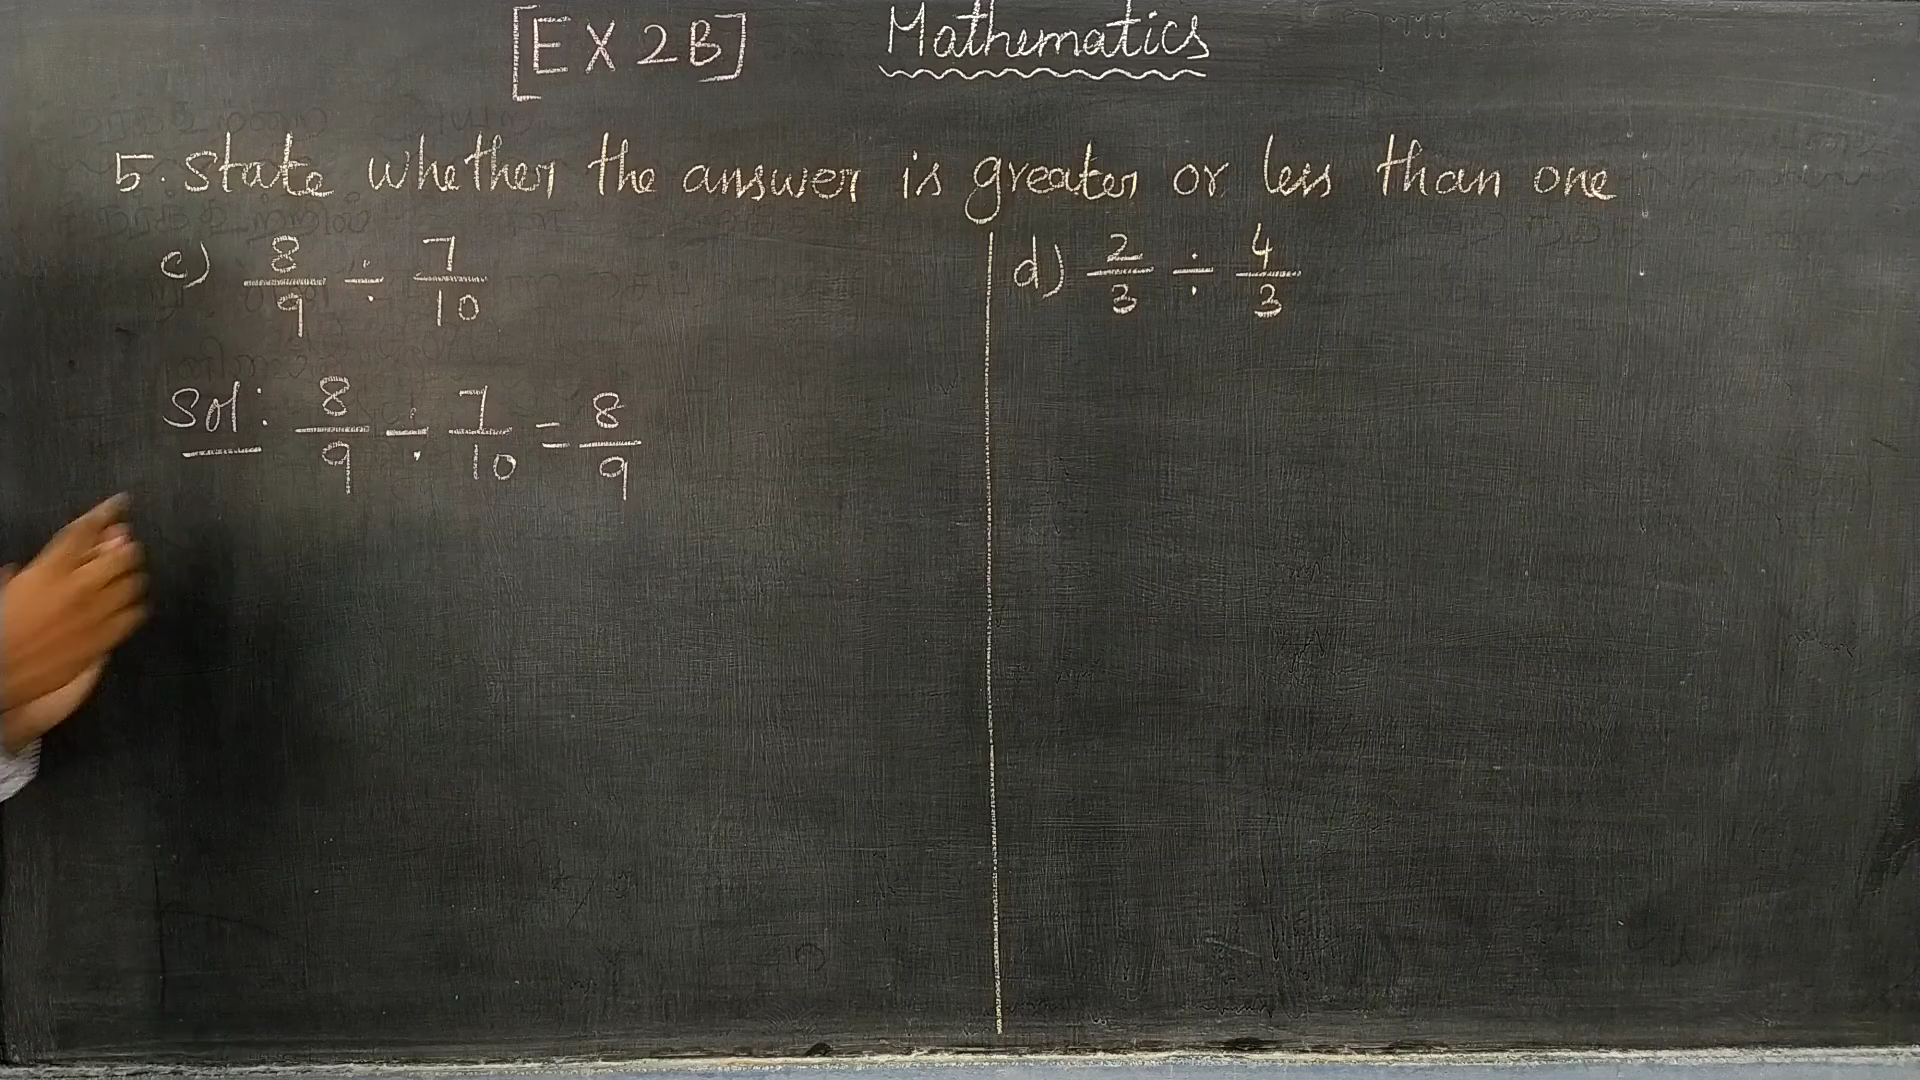 [EX 2B] Mathematics
5. State whether the answer is greater or less than one
c) 8/9 ÷ 7/10
d) 2/3 ÷ 4/3
Sol: 8/9 ÷ 7/10 = 8/9